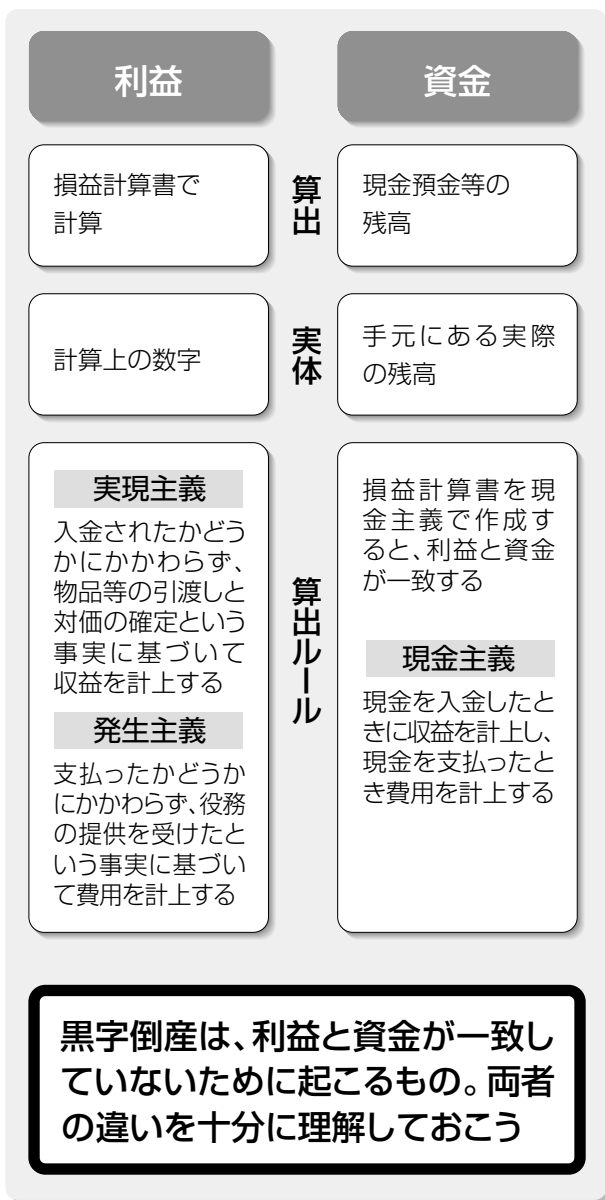 利益
資金
損益計算書で
計算
算出
現金預金等の
残高
計算上の数字
実体
手元にある実際
の残高
実現主義
入金されたかどう
かにかかわらず、
物品等の引渡しと
対価の確定という
事実に基づいて
収益を計上する
発生主義
支払ったかどうか
にかかわらず、役務
の提供を受けたと
いう事実に基づい
て費用を計上する
算出ルール
損益計算書を現
金主義で作成す
ると、利益と資金
が一致する
現金主義
現金を入金したと
きに収益を計上し、
現金を支払ったと
き費用を計上する
黒字倒産は、利益と資金が一致し
ていないために起こるもの。両者
の違いを十分に理解しておこう